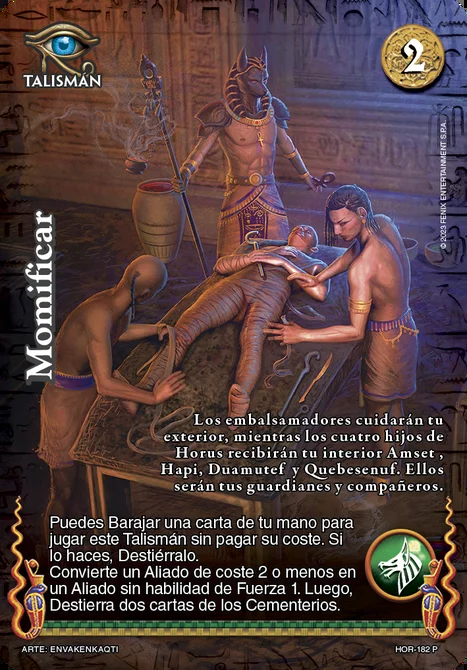 TALISMÁN
2
© 2023 FENIX ENTERTAINMENT S.P.A.
Momificar
Los embalsamadores cuidarán tu
exterior, mientras los cuatro hijos de
Horus recibirán tu interior Amset ,
Hapi, Duamutef y Quebesenuf. Ellos
serán tus guardianes y compañeros.
Puedes Barajar una carta de tu mano para
jugar este Talismán sin pagar su coste. Si
lo haces, Destiérralo.
Convierte un Aliado de coste 2 o menos en
un Aliado sin habilidad de Fuerza 1. Luego,
Destierra dos cartas de los Cementerios.
ARTE: ENVAKENKAQTI
HOR-182 P